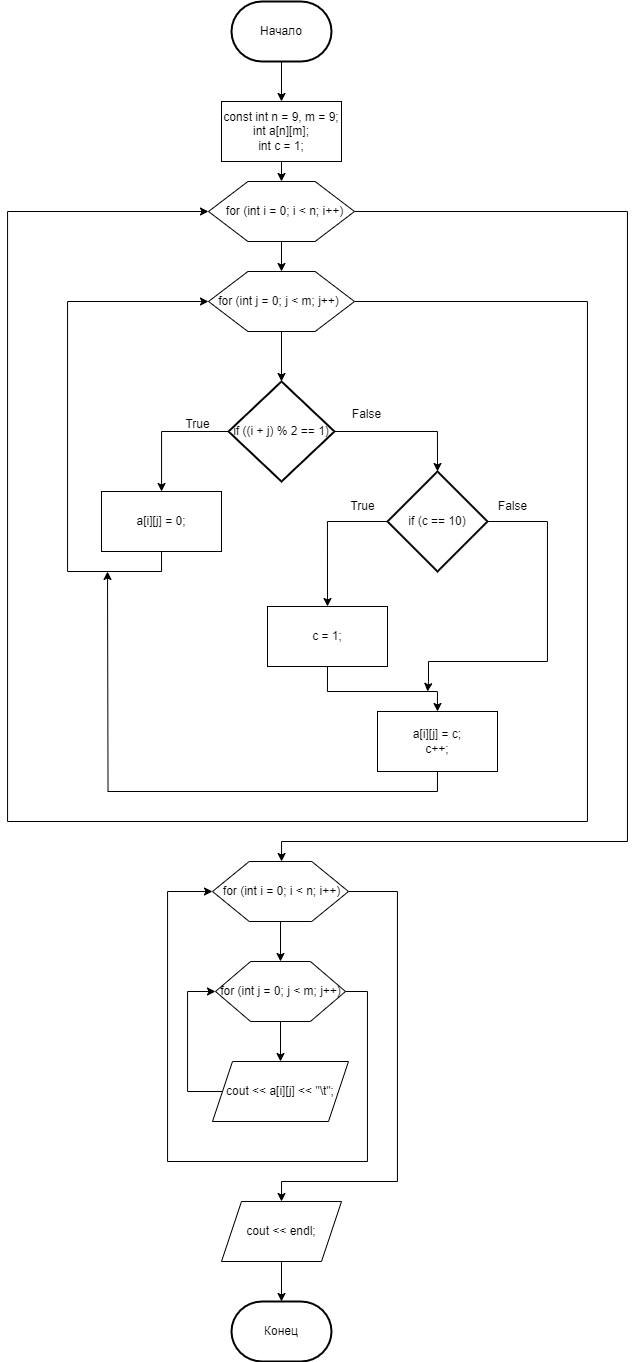 Начало
const int n = 9, m = 9;
int a[n][m];
int c = 1;
for (int i = 0; i < n; i++)
for (int j = 0; j < m; j++)
if ((i + j) % 2 == 1)
True
False
a[i][j] = 0;
if (c == 10)
True
False
c = 1;
a[i][j] = c;
c++;
for (int i = 0; i < n; i++)
for (int j = 0; j < m; j++)
cout << a[i][j] << "\t";
cout << endl;
Конец